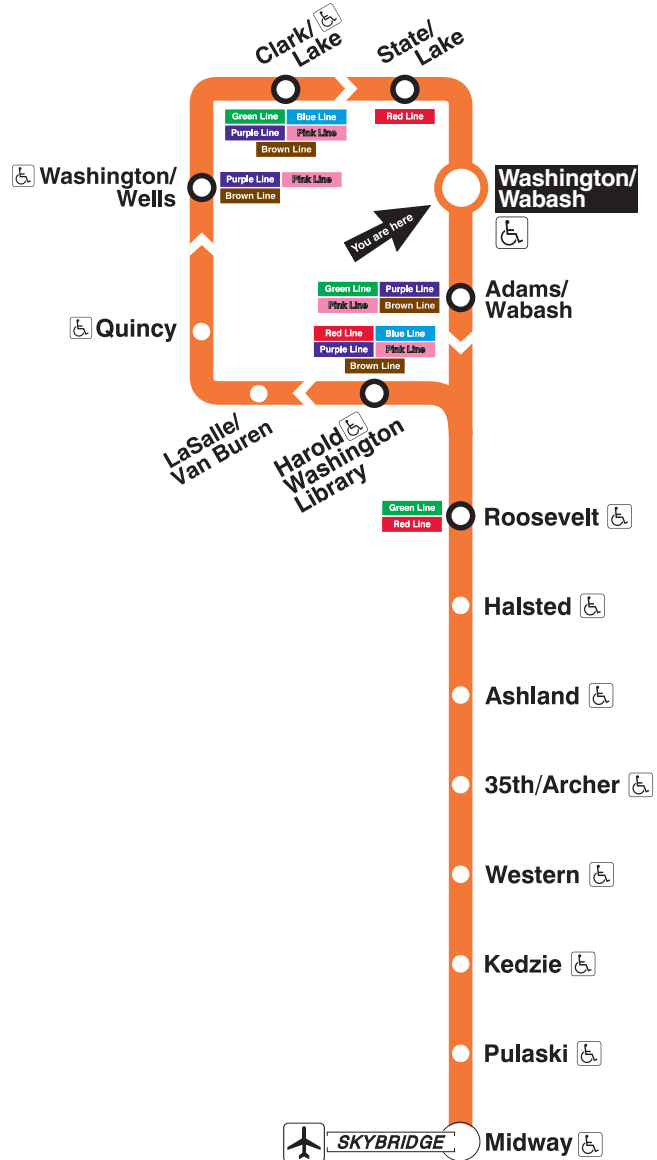 Clark/
Lake
State/
Lake
Green Line
Blue Line
Purple Line
Pink Line
Brown Line
Red Line
Washington/
Wells
Purple Line
Pink Line
Brown Line
Washington/
Wabash
You are here
Green Line
Purple Line
Pink Line
Brown Line
Adams/
Wabash
Quincy
Red Line
Blue Line
Purple Line
Pink Line
Brown Line
LaSalle/
Van Buren
Harold
Washington
Library
Green Line
Red Line
Roosevelt
Halsted
Ashland
35th/Archer
Western
Kedzie
Pulaski
SKYBRIDGE
Midway